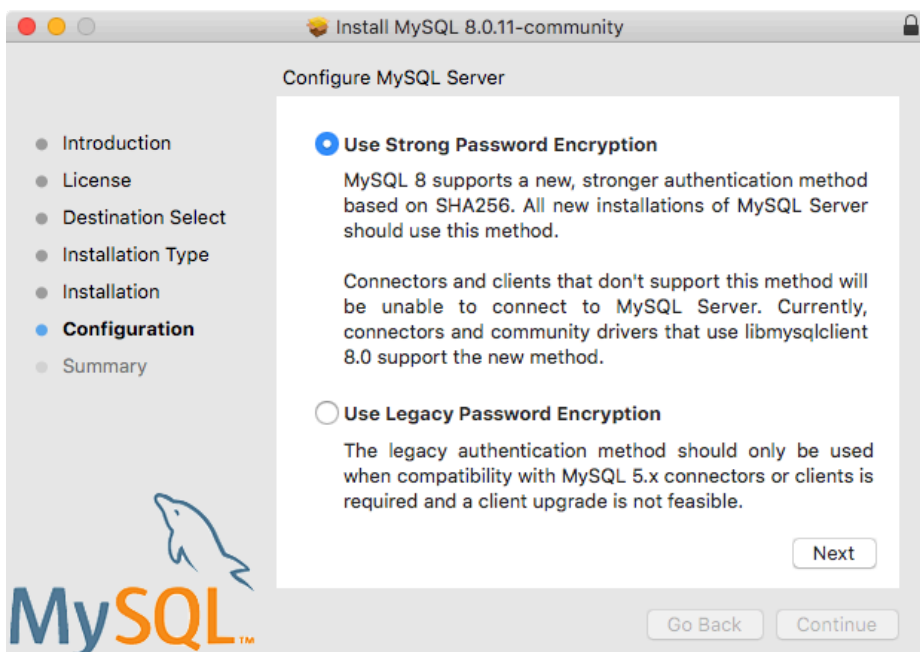 Install MySQL 8.0.11-community
Configure MySQL Server
Introduction
License
Destination Select
Installation Type
Installation
Configuration
Summary
Use Strong Password Encryption
MySQL 8 supports a new, stronger authentication method
based on SHA256. All new installations of MySQL Server
should use this method.
Connectors and clients that don't support this method will
be unable to connect to MySQL Server. Currently,
connectors and community drivers that use libmysqlclient
8.0 support the new method.
Use Legacy Password Encryption
The legacy authentication method should only be used
when compatibility with MySQL 5.x connectors or clients is
required and a client upgrade is not feasible.
Next
MySQL™
Go Back
Continue